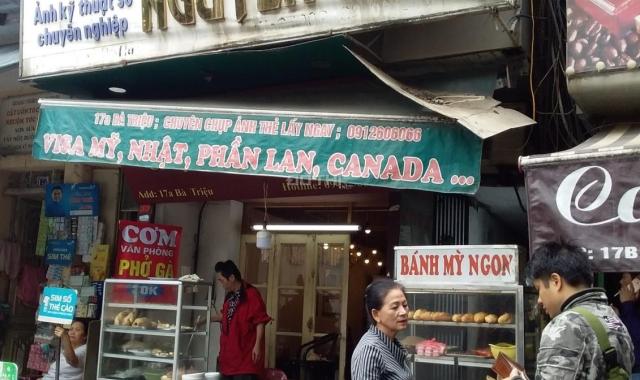 Ảnh kỹ thuật số
chuyên nghiệp
NGUYỄN
17a BÀ TRIỆU ; CHUYÊN CHỤP ẢNH THẺ LẤY NGAY ; 0912606066
VISA MỸ, NHẬT, PHẦN LAN, CANADA ...
Add: 17a Bà Triệu
Hotline:
CƠM
VĂN PHÒNG
PHỞ GÀ
BÁNH MỲ NGON
: 17B
SIM SỐ
THẺ CÀO